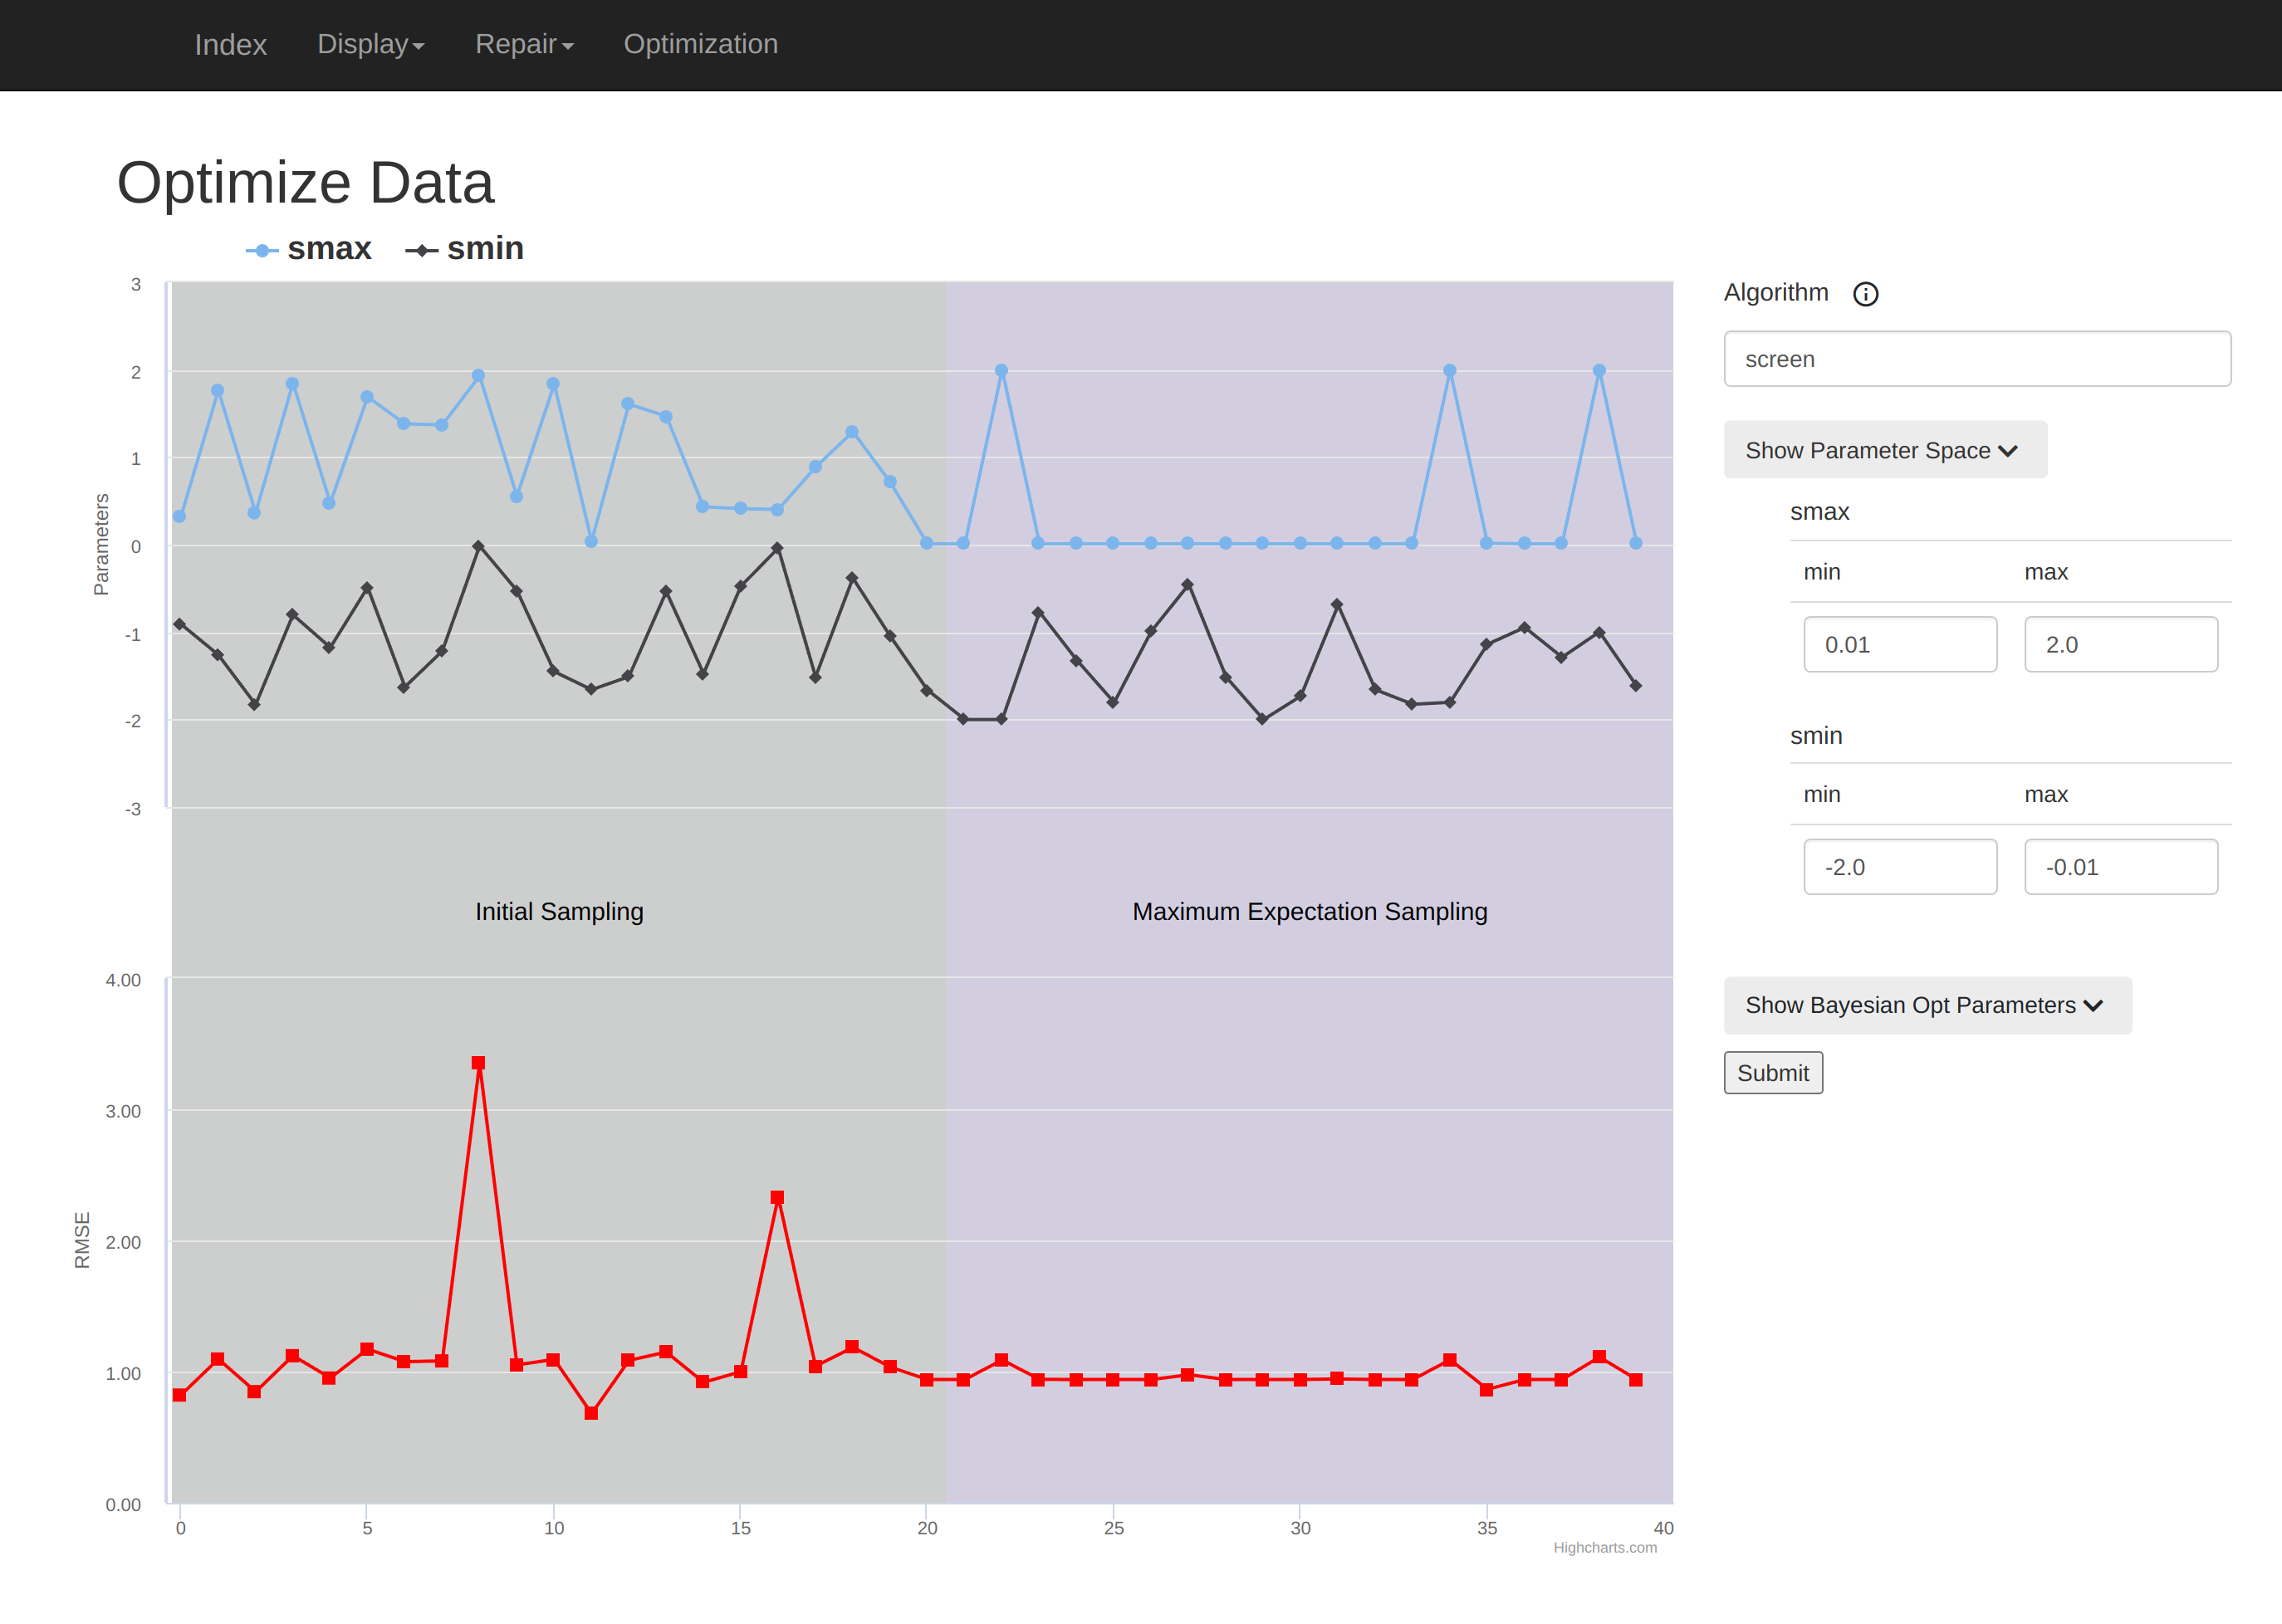 Index Display Repair Optimization
Optimize Data
smax smin
3
2
1
0
-1
-2
-3
Parameters
Initial Sampling
Maximum Expectation Sampling
4.00
3.00
2.00
1.00
0.00
RMSE
0 5 10 15 20 25 30 35 40
Highcharts.com
Algorithm
screen
Show Parameter Space
smax
min max
0.01 2.0
smin
min max
-2.0 -0.01
Show Bayesian Opt Parameters
Submit